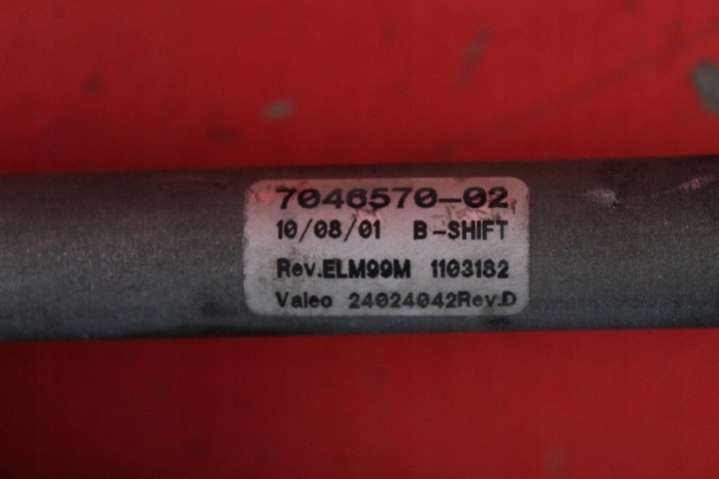 7046570-02
10/08/01 B-SHIFT
Rev.ELM99M 1103182
Valeo 24024042Rev.D